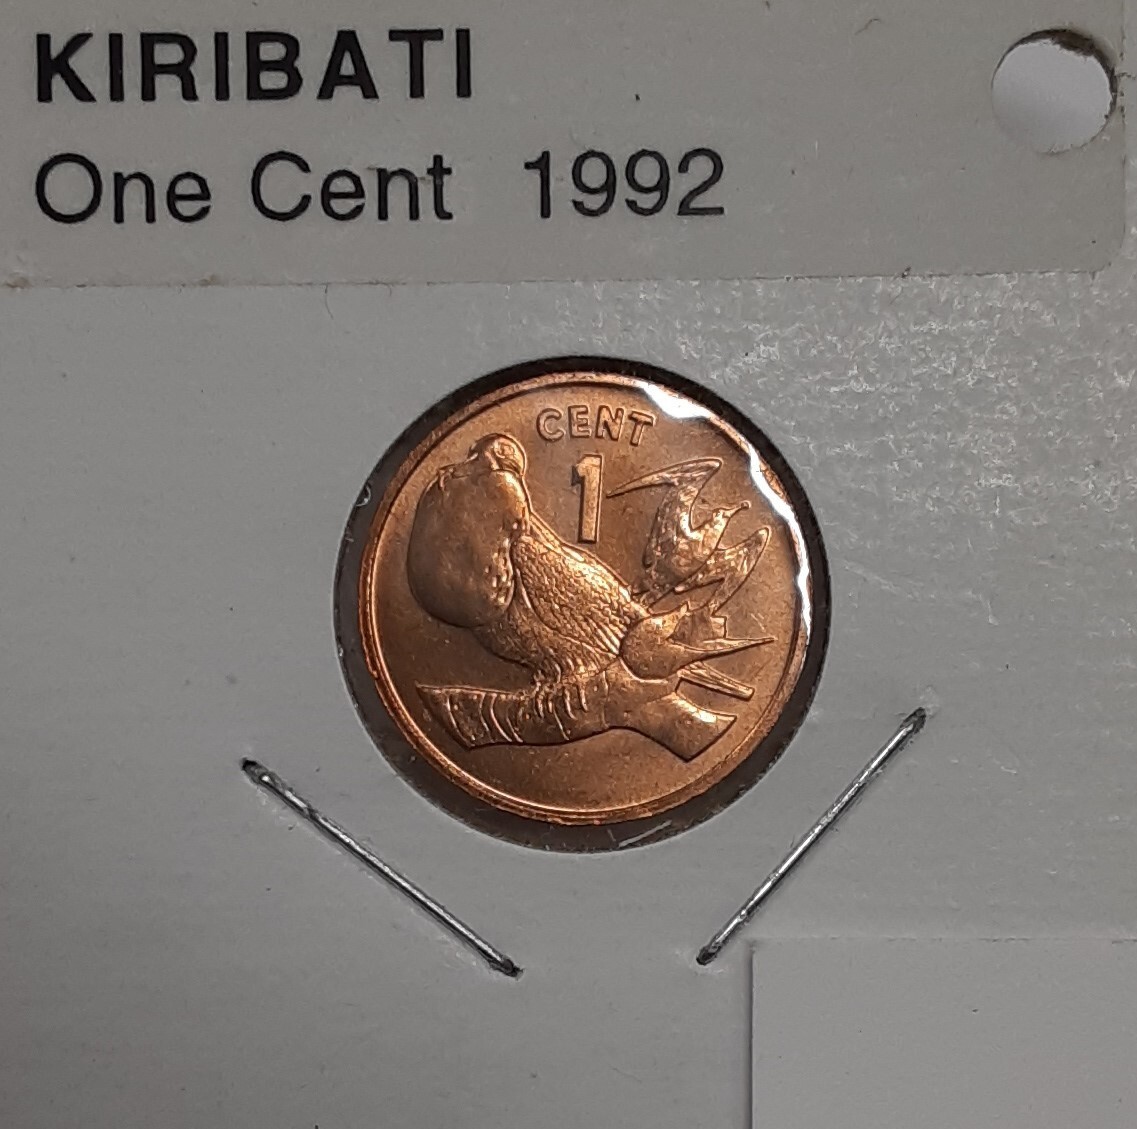 KIRIBATI
One Cent 1992
CENT
1